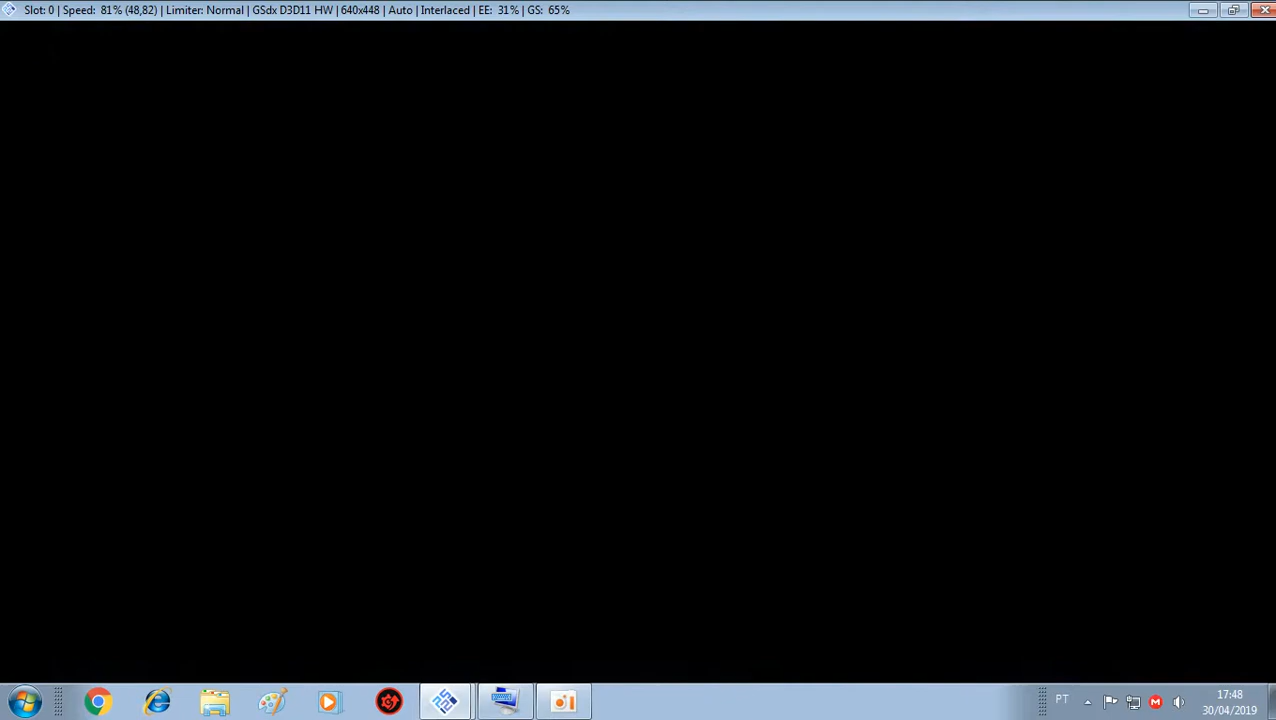 Slot: 0 | Speed: 81% (48,82) | Limiter: Normal | GSdx D3D11 HW | 640x448 | Auto | Interlaced | EE: 31% | GS: 65%
PT
17:48
30/04/2019